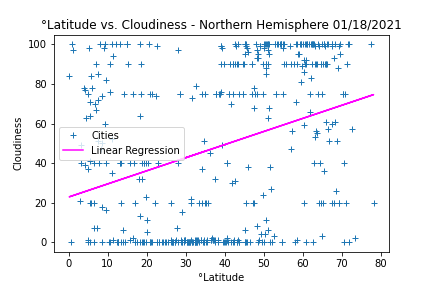 °Latitude vs. Cloudiness - Northern Hemisphere 01/18/2021
Cloudiness
100
80
60
40
20
0
Cities
Linear Regression
0 10 20 30 40 50 60 70 80
°Latitude